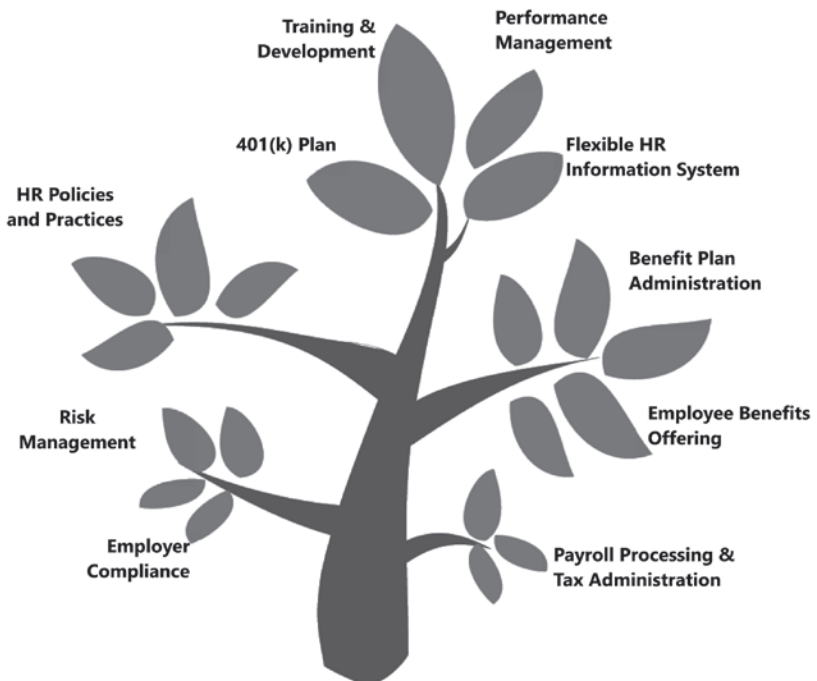 Training &
Development
Performance
Management
401(k) Plan
Flexible HR
Information System
HR Policies
and Practices
Benefit Plan
Administration
Risk
Management
Employee Benefits
Offering
Employer
Compliance
Payroll Processing &
Tax Administration